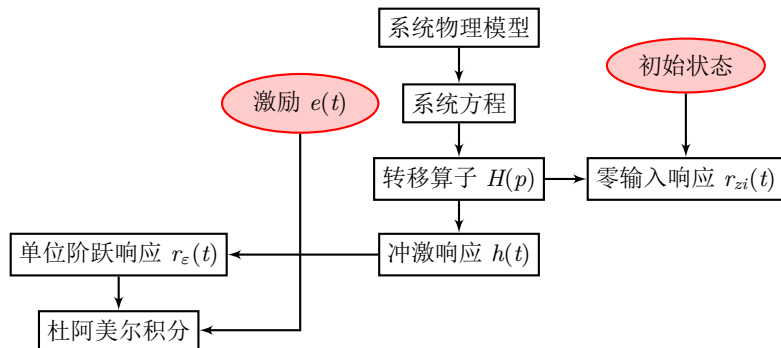 系统物理模型
初始状态
激励 e(t)
系统方程
转移算子 H(p)
零输入响应 r_{zi}(t)
单位阶跃响应 r_ε(t)
冲激响应 h(t)
杜阿美尔积分